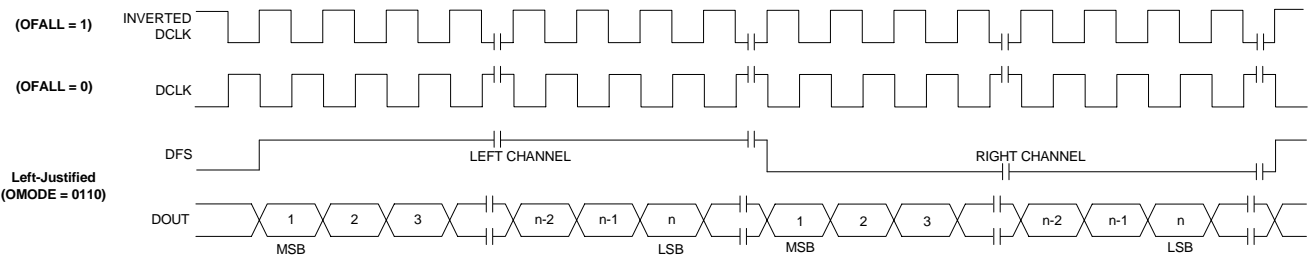 (OFALL = 1)
INVERTED
DCLK
(OFALL = 0)
DCLK
DFS
LEFT CHANNEL
RIGHT CHANNEL
Left-Justified
(OMODE = 0110)
DOUT
1
2
3
n-2
n-1
n
1
2
3
n-2
n-1
n
MSB
LSB
MSB
LSB